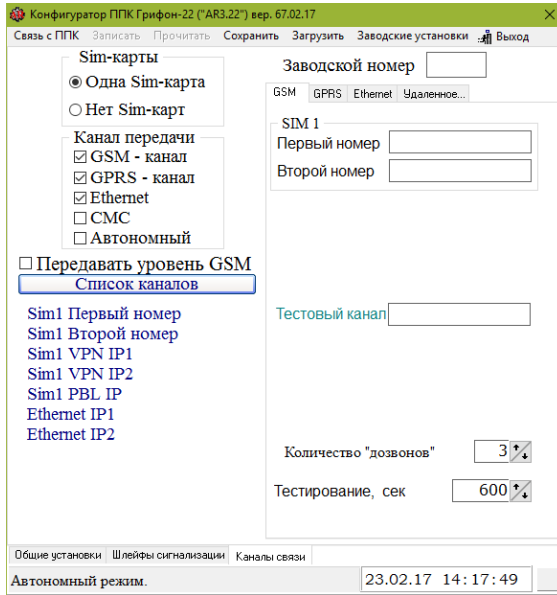 Конфигуратор ППК Грифон-22 ("AR3.22") вер. 67.02.17
Связь с ППК Записать Прочитать Сохранить Загрузить Заводские установки Выход
Sim-карты
Одна Sim-карта
Нет Sim-карт
Канал передачи
GSM - канал
GPRS - канал
Ethernet
СМС
Автономный
Передавать уровень GSM
Список каналов
Sim1 Первый номер
Sim1 Второй номер
Sim1 VPN IP1
Sim1 VPN IP2
Sim1 PBL IP
Ethernet IP1
Ethernet IP2
Заводской номер
GSM GPRS Ethernet Удаленное...
SIM 1
Первый номер
Второй номер
Тестовый канал
Количество "дозвонов" 3
Тестирование, сек 600
Общие установки Шлейфы сигнализации Каналы связи
Автономный режим. 23.02.17 14:17:49